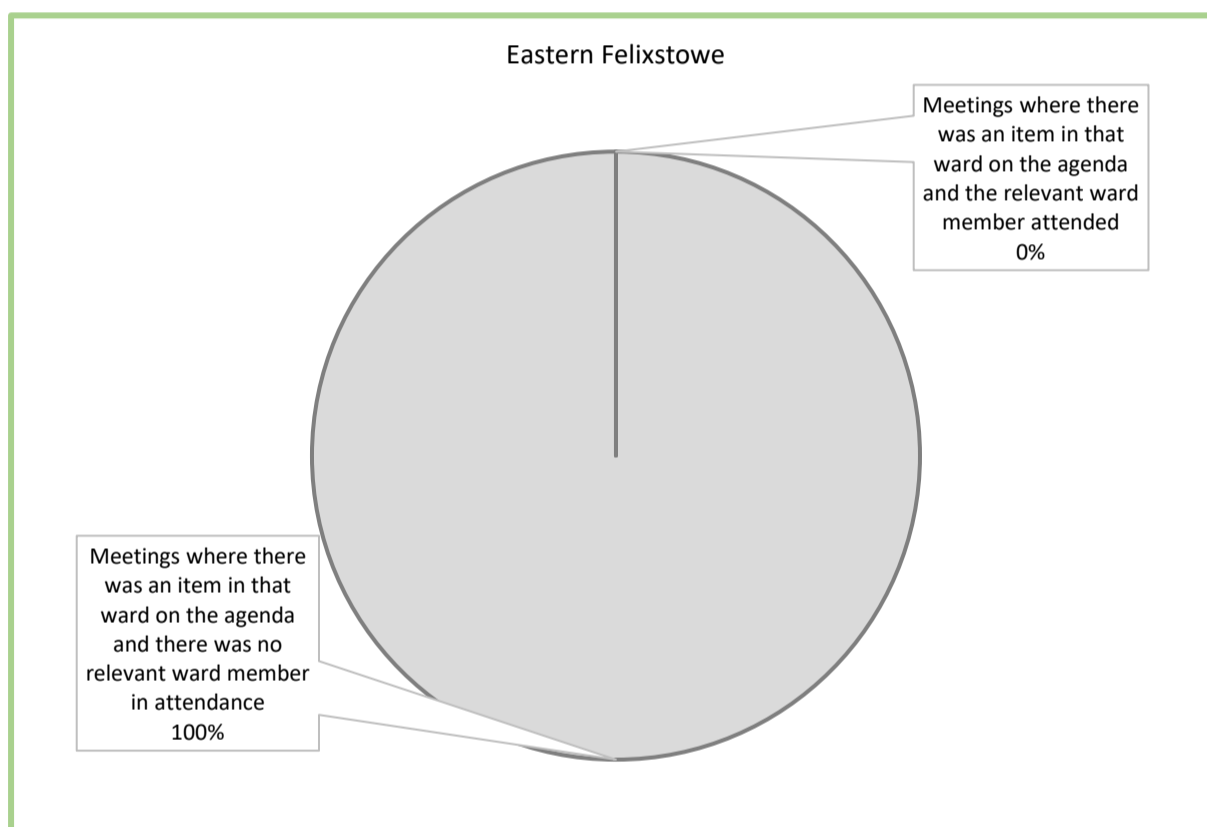 Eastern Felixstowe
Meetings where there
was an item in that
ward on the agenda
and the relevant ward
member attended
0%
Meetings where there
was an item in that
ward on the agenda
and there was no
relevant ward member
in attendance
100%